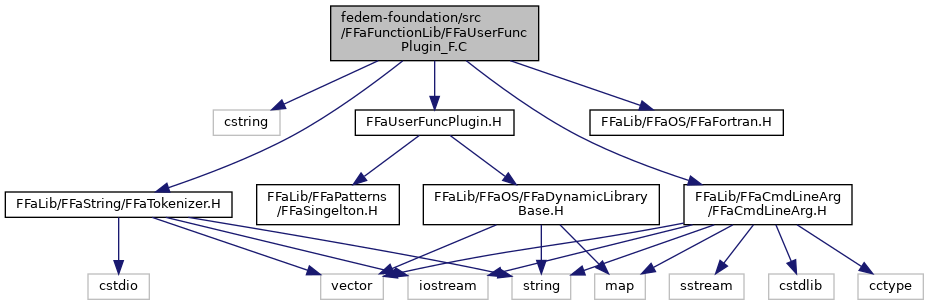 fedem-foundation/src
/FFaFunctionLib/FFaUserFunc
Plugin_F.C
cstring
FFaUserFuncPlugin.H
FFaLib/FFaOS/FFaFortran.H
FFaLib/FFaString/FFaTokenizer.H
FFaLib/FFaPatterns
/FFaSingelton.H
FFaLib/FFaOS/FFaDynamicLibrary
Base.H
FFaLib/FFaCmdLineArg
/FFaCmdLineArg.H
cstdio
vector
iostream
string
map
sstream
cstdlib
cctype